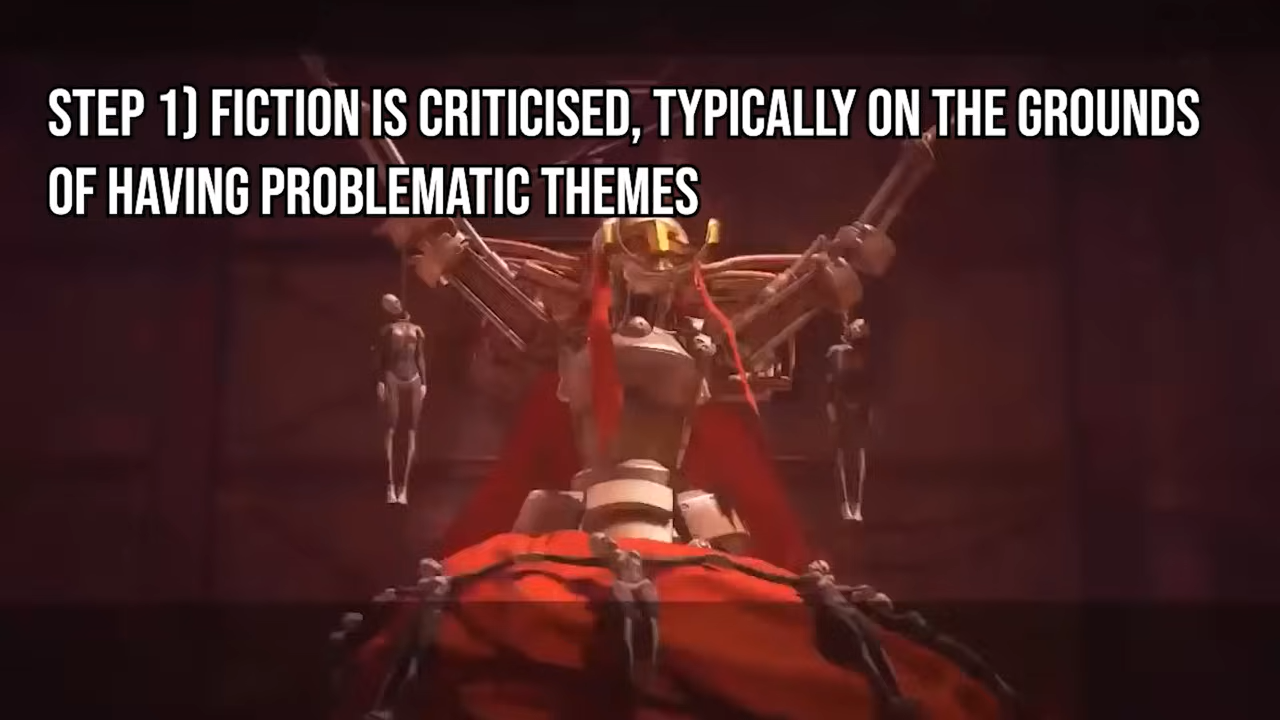 STEP 1) FICTION IS CRITICISED, TYPICALLY ON THE GROUNDS
OF HAVING PROBLEMATIC THEMES